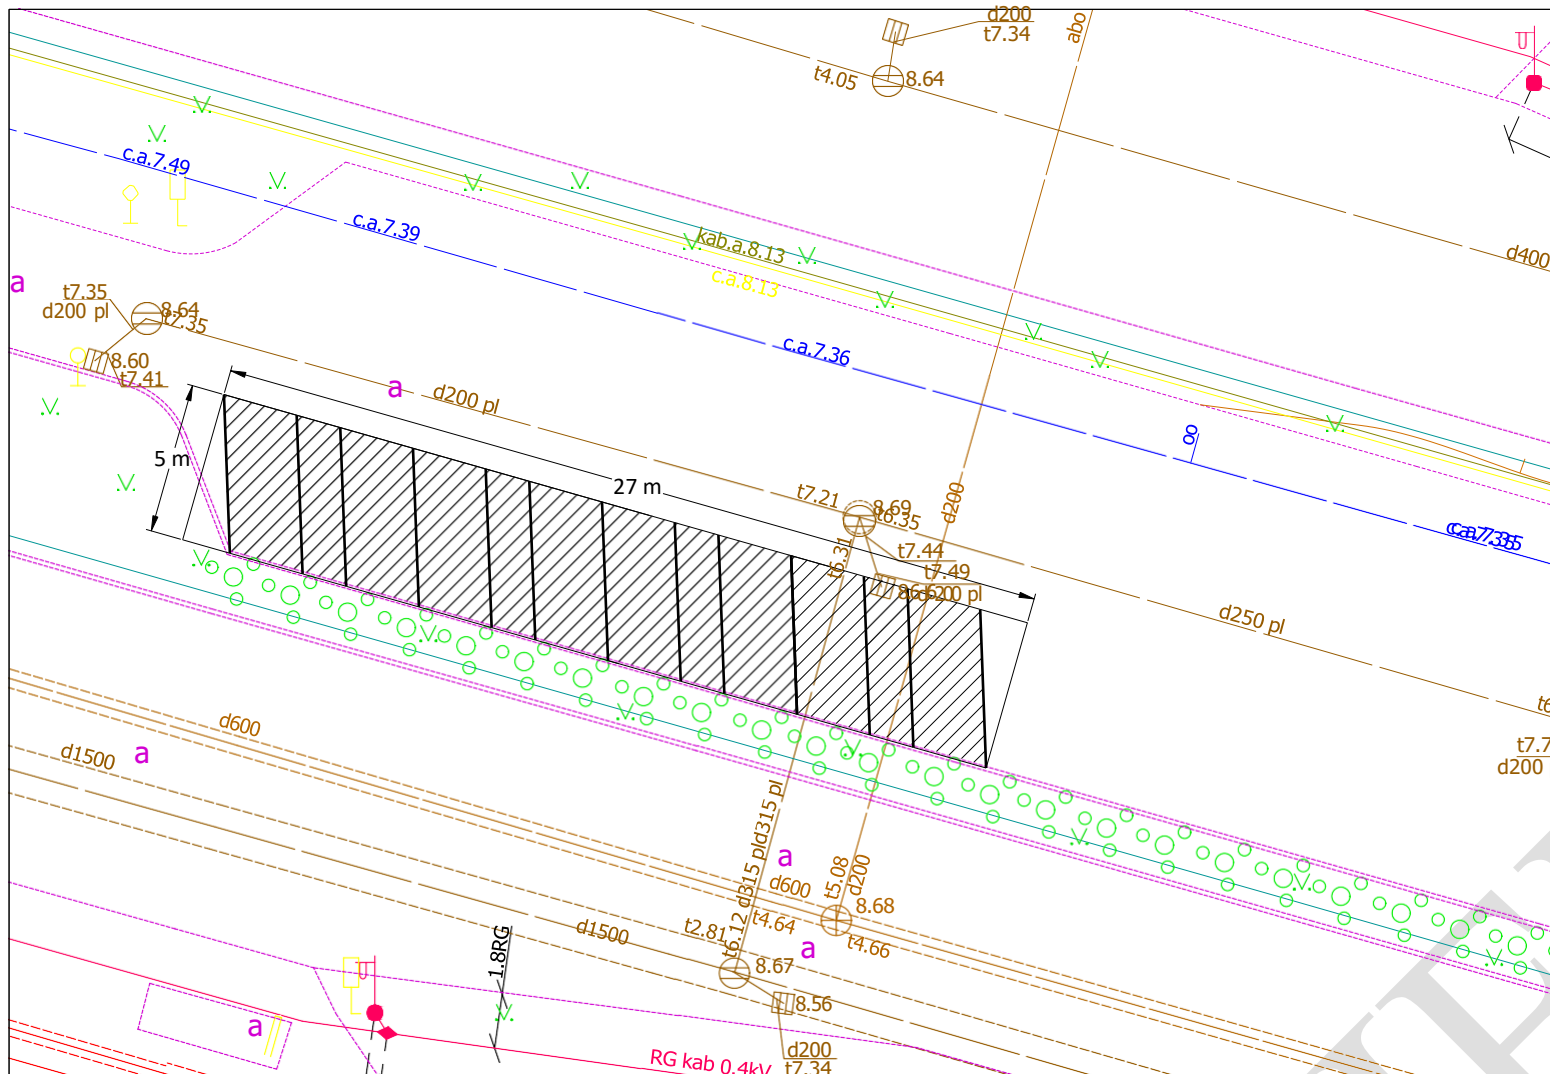 d200
t7.34
abo
t4.05
8.64
c.a.7.49
c.a.7.39
kab.a.8.13
c.a.8.13
d400
a
t7.35
d200 pl
8.64
t7.35
8.60
t7.41
c.a.7.36
a
d200 pl
5 m
27 m
t7.21
8.69
t6.35
d200
t6.31
t7.44
t7.49
d200 pl
c.a.7.35
d250 pl
d600
a
d1500
d315 pl
d315 pl
a
d600
t5.08
d200
8.68
t4.64
t4.66
t2.81
t6.12
d1500
a
8.67
8.56
1.8RG
a
d200
t7.34
RG kab 0.4kV
d200